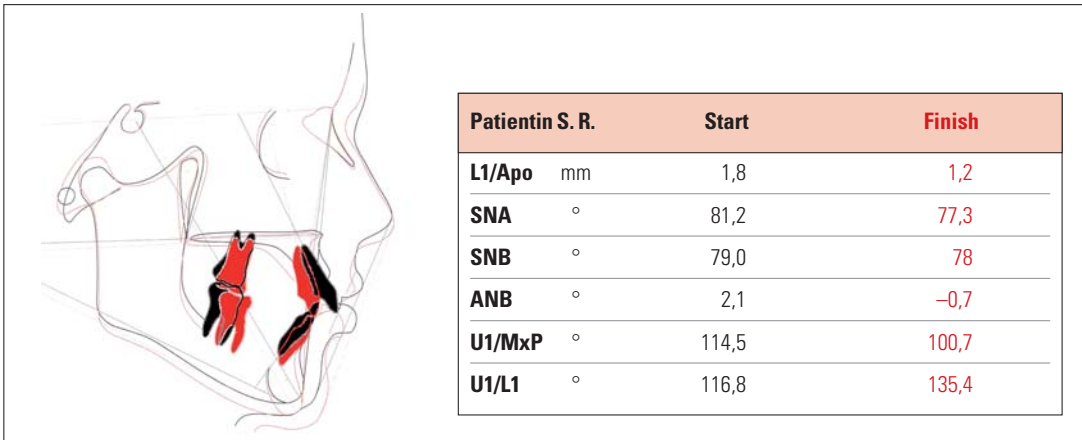 Patientin S. R. Start Finish
L1/Apo mm 1,8 1,2
SNA ° 81,2 77,3
SNB ° 79,0 78
ANB ° 2,1 –0,7
U1/MxP ° 114,5 100,7
U1/L1 ° 116,8 135,4